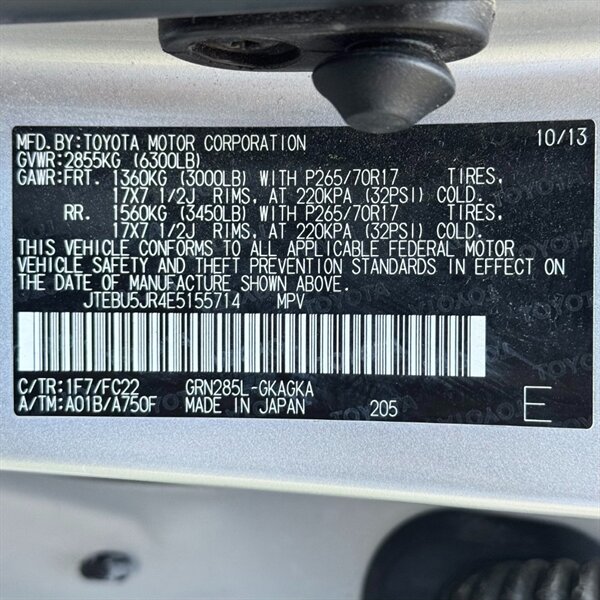 MFD. BY: TOYOTA MOTOR CORPORATION 10/13
GVWR: 2855KG (6300LB)
GAWR: FRT. 1360KG (3000LB) WITH P265/70R17 TIRES,
17X7 1/2J RIMS, AT 220KPA (32PSI) COLD.
RR. 1560KG (3450LB) WITH P265/70R17 TIRES,
17X7 1/2J RIMS, AT 220KPA (32PSI) COLD.
THIS VEHICLE CONFORMS TO ALL APPLICABLE FEDERAL MOTOR
VEHICLE SAFETY AND THEFT PREVENTION STANDARDS IN EFFECT ON
THE DATE OF MANUFACTURE SHOWN ABOVE.
JTEBU5JR4E5155714 MPV
C/TR: 1F7/FC22 GRN285L-GKAGKA
A/TM: A01B/A750F MADE IN JAPAN 205 E